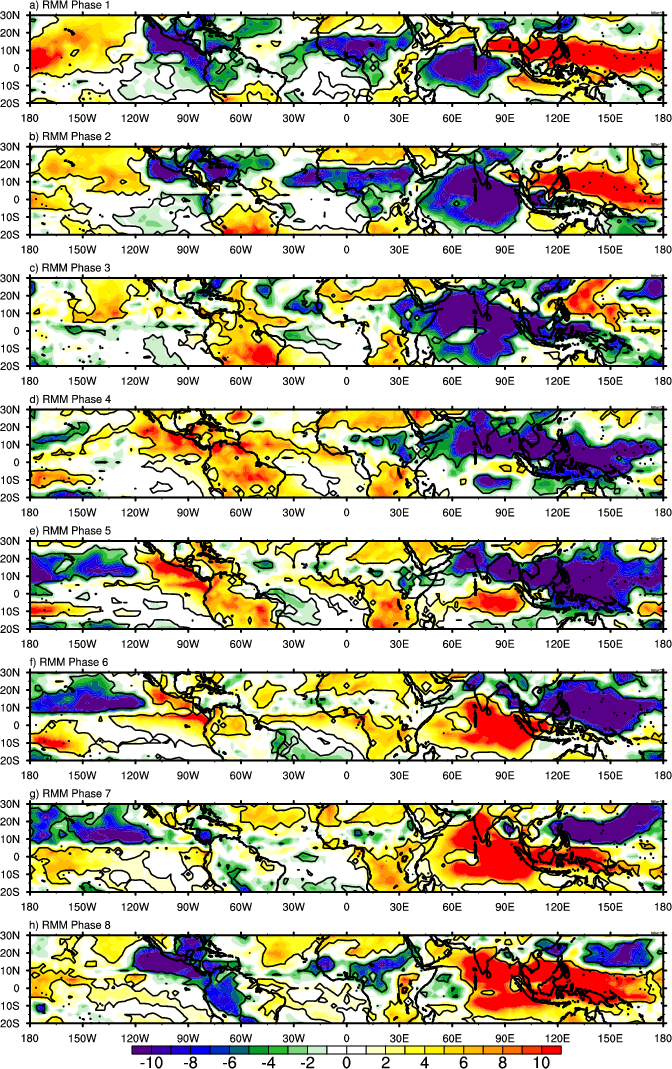 a) RMM Phase 1
30N
20N
10N
0
10S
20S
180 150W 120W 90W 60W 30W 0 30E 60E 90E 120E 150E 180
b) RMM Phase 2
30N
20N
10N
0
10S
20S
180 150W 120W 90W 60W 30W 0 30E 60E 90E 120E 150E 180
c) RMM Phase 3
30N
20N
10N
0
10S
20S
180 150W 120W 90W 60W 30W 0 30E 60E 90E 120E 150E 180
d) RMM Phase 4
30N
20N
10N
0
10S
20S
180 150W 120W 90W 60W 30W 0 30E 60E 90E 120E 150E 180
e) RMM Phase 5
30N
20N
10N
0
10S
20S
180 150W 120W 90W 60W 30W 0 30E 60E 90E 120E 150E 180
f) RMM Phase 6
30N
20N
10N
0
10S
20S
180 150W 120W 90W 60W 30W 0 30E 60E 90E 120E 150E 180
g) RMM Phase 7
30N
20N
10N
0
10S
20S
180 150W 120W 90W 60W 30W 0 30E 60E 90E 120E 150E 180
h) RMM Phase 8
30N
20N
10N
0
10S
20S
180 150W 120W 90W 60W 30W 0 30E 60E 90E 120E 150E 180
-10 -8 -6 -4 -2 0 2 4 6 8 10